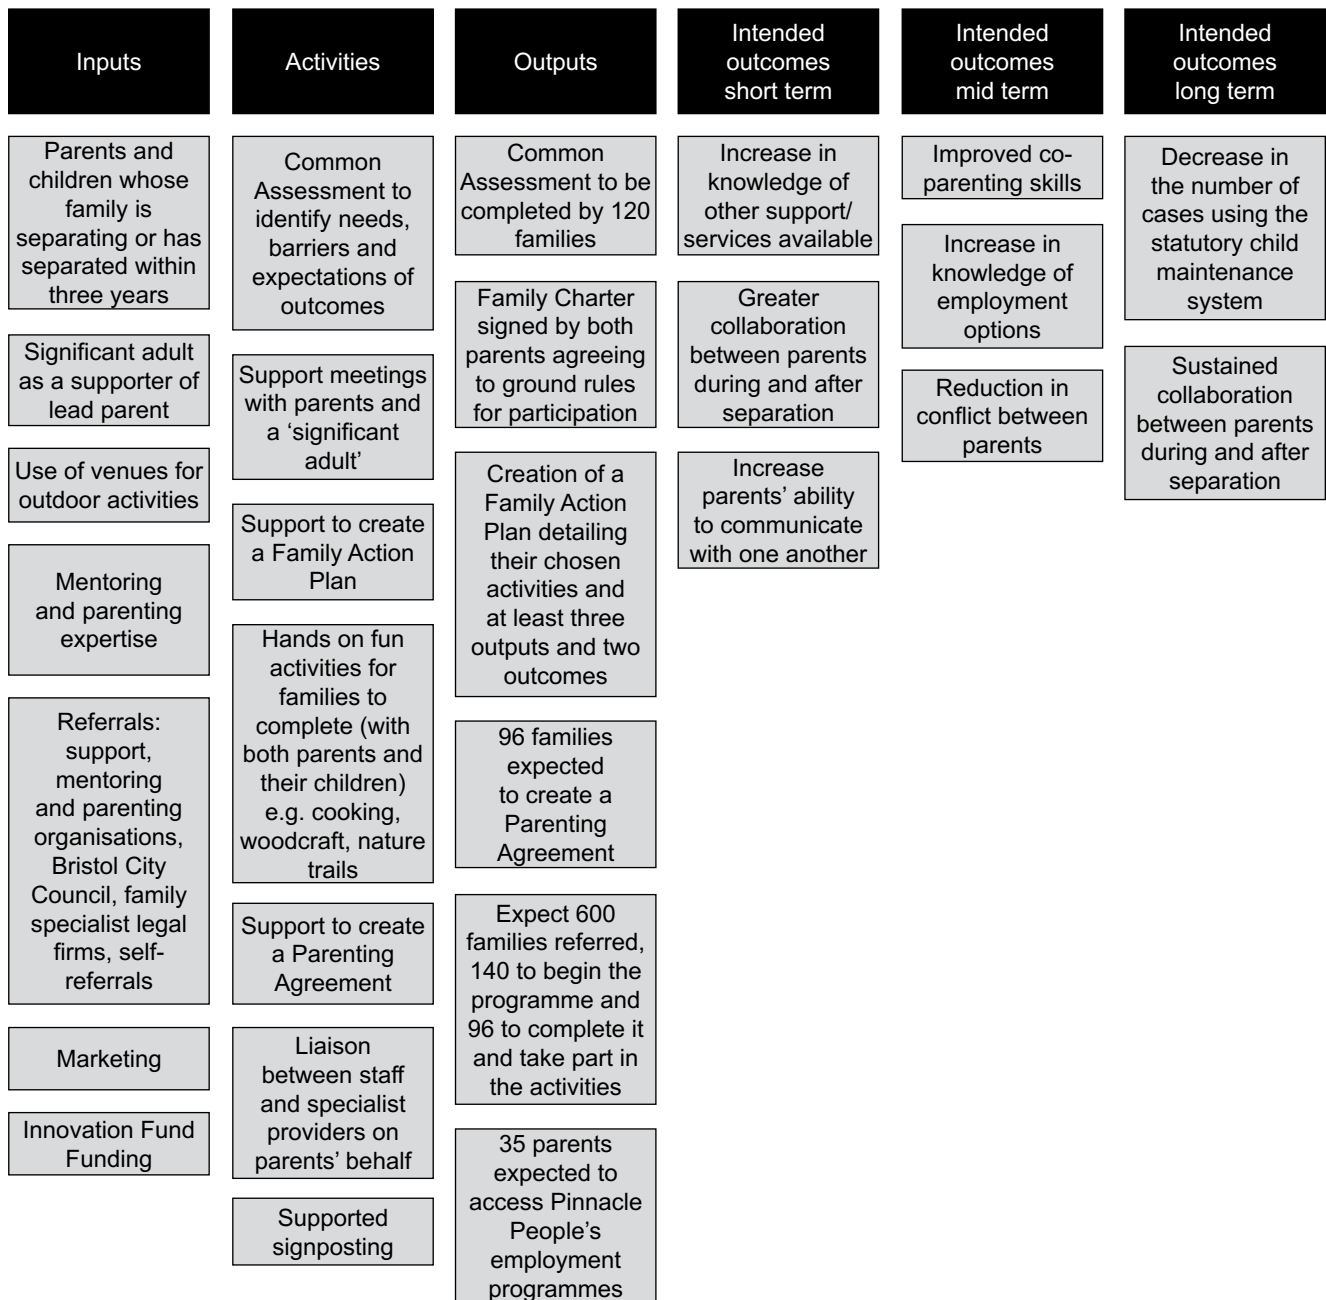 Inputs
Activities
Outputs
Intended
outcomes
short term
Intended
outcomes
mid term
Intended
outcomes
long term
Parents and
children whose
family is
separating or has
separated within
three years
Significant adult
as a supporter of
lead parent
Use of venues for
outdoor activities
Mentoring
and parenting
expertise
Referrals:
support,
mentoring
and parenting
organisations,
Bristol City
Council, family
specialist legal
firms, self-
referrals
Marketing
Innovation Fund
Funding
Common
Assessment to
identify needs,
barriers and
expectations of
outcomes
Support meetings
with parents and
a ‘significant
adult’
Support to create
a Family Action
Plan
Hands on fun
activities for
families to
complete (with
both parents and
their children)
e.g. cooking,
woodcraft, nature
trails
Support to create
a Parenting
Agreement
Liaison
between staff
and specialist
providers on
parents’ behalf
Supported
signposting
Common
Assessment to be
completed by 120
families
Family Charter
signed by both
parents agreeing
to ground rules
for participation
Creation of a
Family Action
Plan detailing
their chosen
activities and
at least three
outputs and two
outcomes
96 families
expected
to create a
Parenting
Agreement
Expect 600
families referred,
140 to begin the
programme and
96 to complete it
and take part in
the activities
35 parents
expected to
access Pinnacle
People’s
employment
programmes
Increase in
knowledge of
other support/
services available
Greater
collaboration
between parents
during and after
separation
Increase
parents’ ability
to communicate
with one another
Improved co-
parenting skills
Increase in
knowledge of
employment
options
Reduction in
conflict between
parents
Decrease in
the number of
cases using the
statutory child
maintenance
system
Sustained
collaboration
between parents
during and after
separation